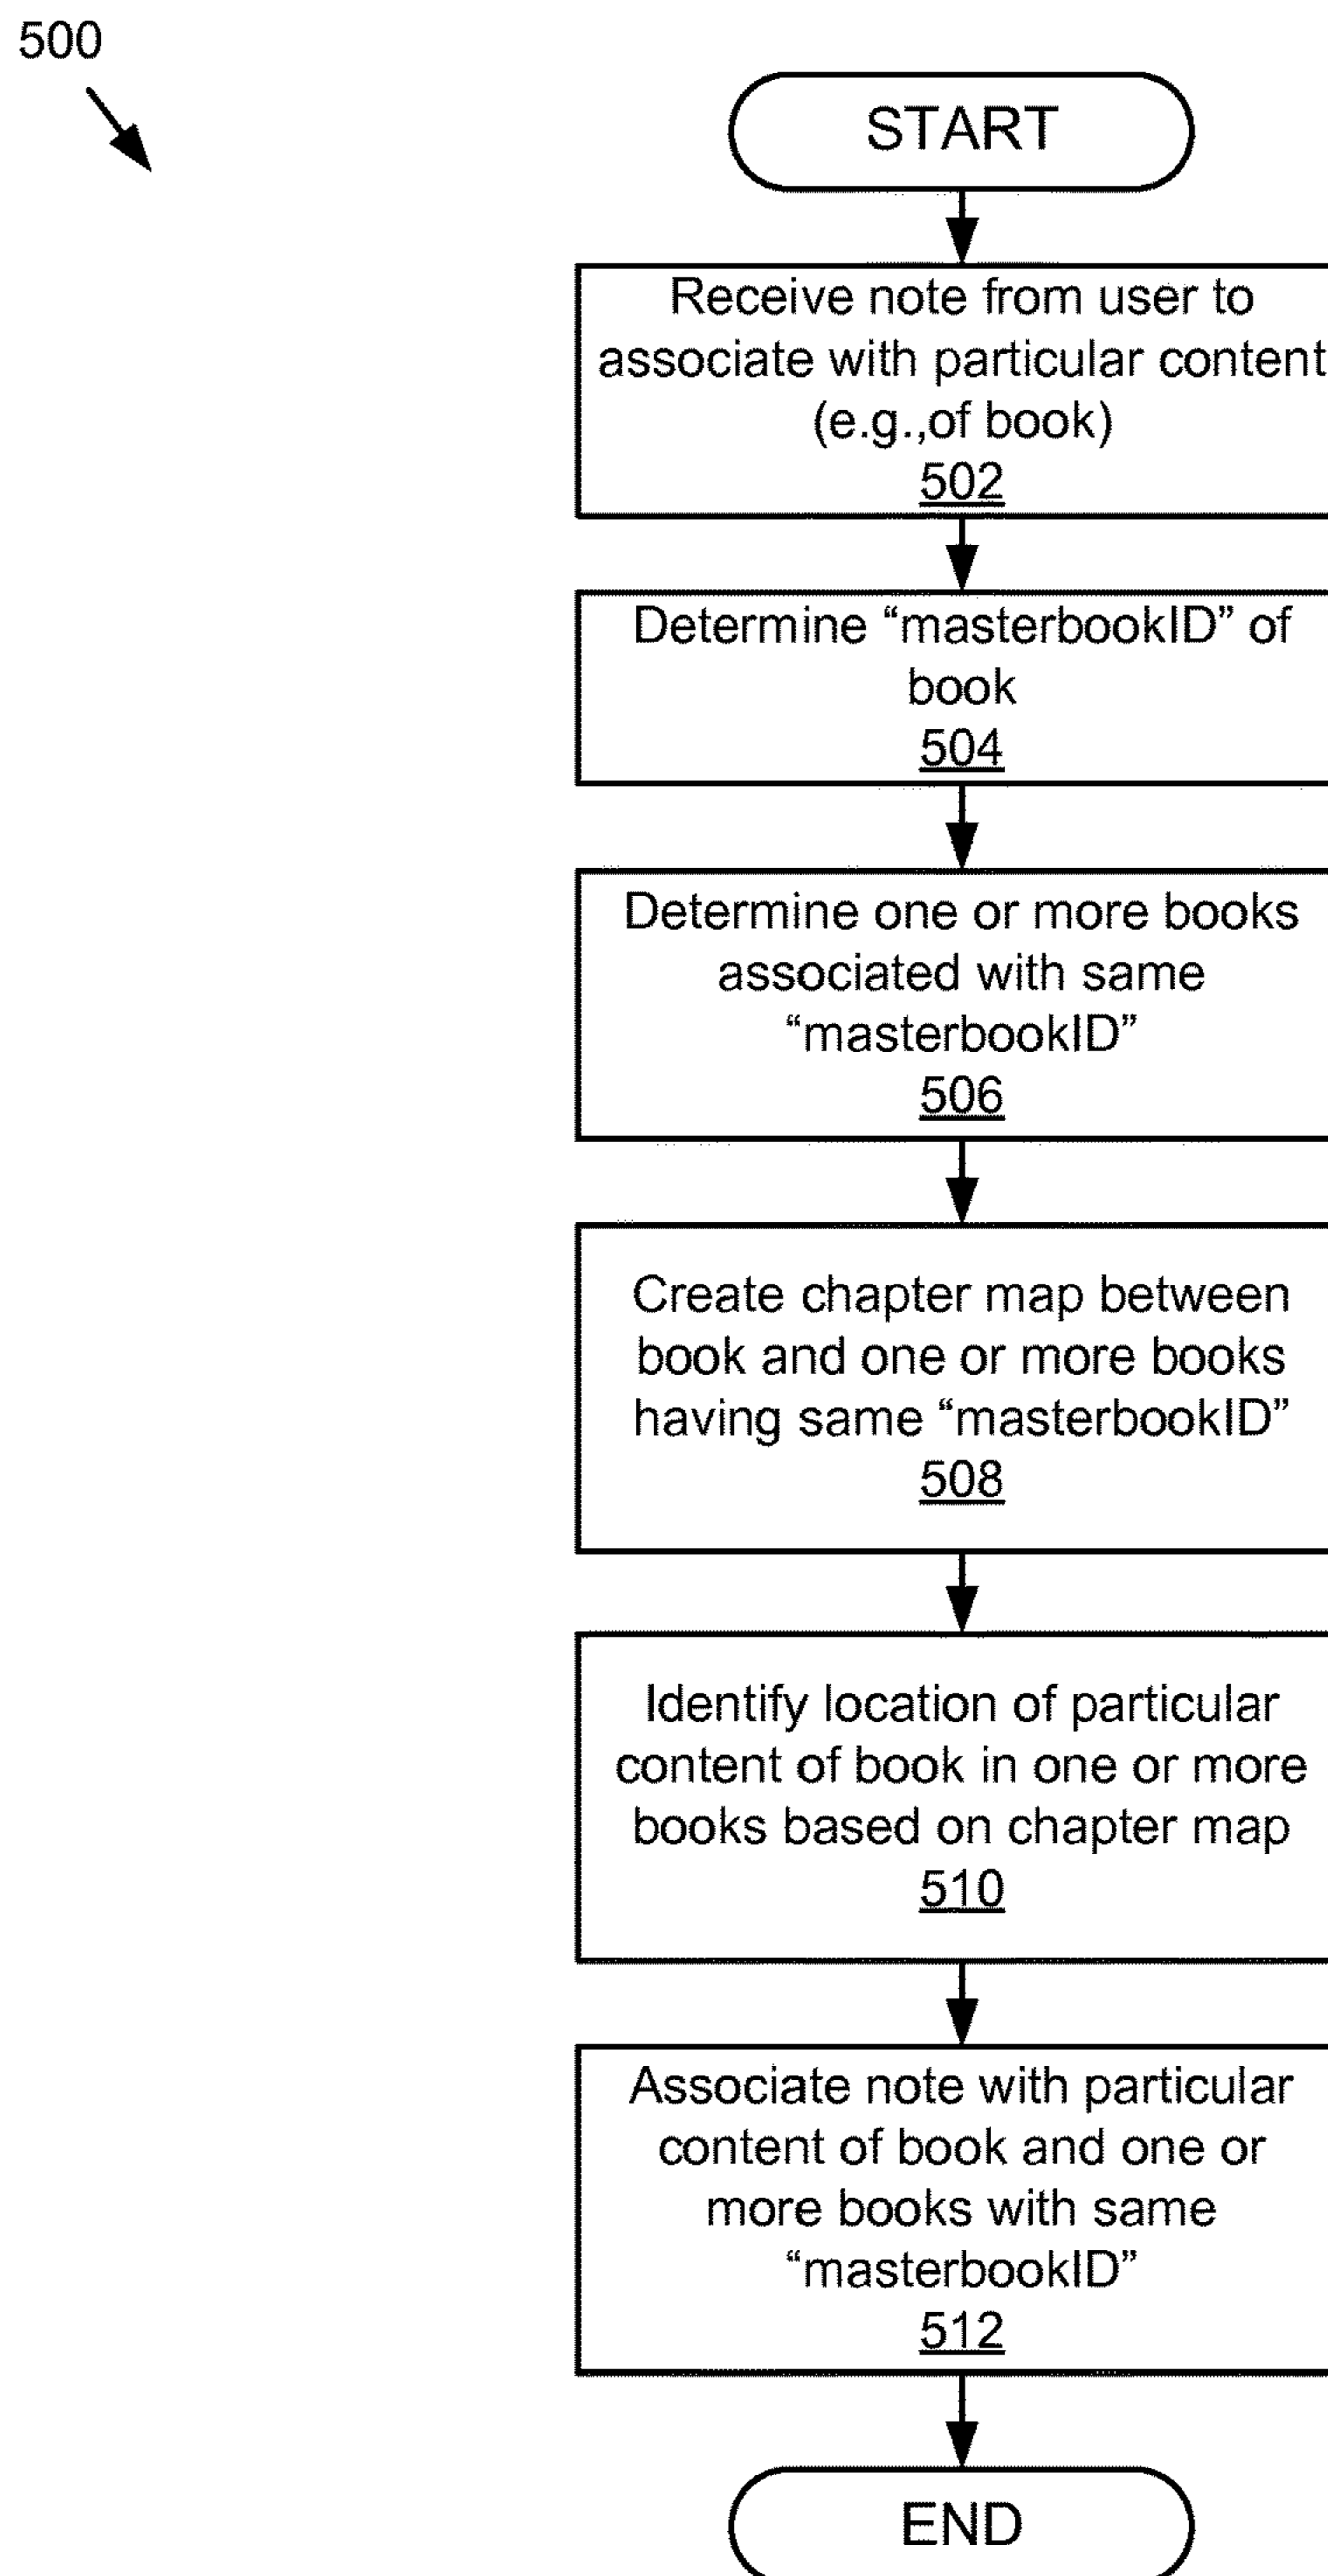 500
START
Receive note from user to
associate with particular content
(e.g.,of book)
502
Determine “masterbookID” of
book
504
Determine one or more books
associated with same
“masterbookID”
506
Create chapter map between
book and one or more books
having same “masterbookID”
508
Identify location of particular
content of book in one or more
books based on chapter map
510
Associate note with particular
content of book and one or
more books with same
“masterbookID”
512
END